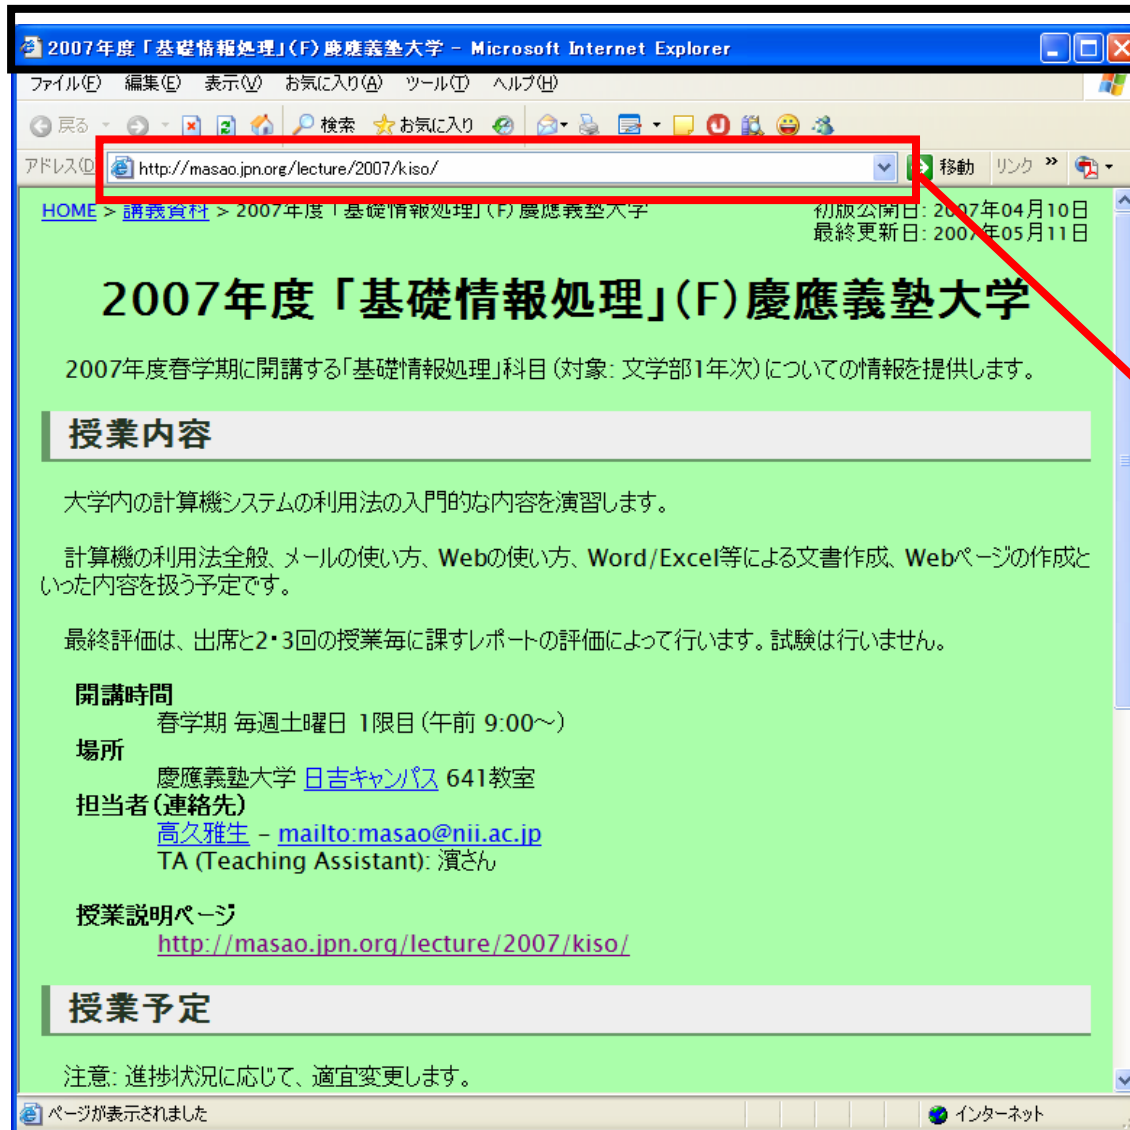 2007年度「基礎情報処理」(F) 慶應義塾大学 - Microsoft Internet Explorer
ファイル(F) 編集(E) 表示(V) お気に入り(A) ツール(T) ヘルプ(H)
戻る 検索 お気に入り
アドレス(D) http://masao.jpn.org/lecture/2007/kiso/ 移動 リンク »
HOME > 講義資料 > 2007年度「基礎情報処理」(F) 慶應義塾大学 初版公開日: 2007年04月10日
最終更新日: 2007年05月11日
2007年度「基礎情報処理」(F) 慶應義塾大学
2007年度春学期に開講する「基礎情報処理」科目 (対象: 文学部1年次) についての情報を提供します。
授業内容
大学内の計算機システムの利用法の入門的な内容を演習します。
計算機の利用法全般、メールの使い方、Webの使い方、Word/Excel等による文書作成、Webページの作成と
いった内容を扱う予定です。
最終評価は、出席と2・3回の授業毎に課すレポートの評価によって行います。試験は行いません。
開講時間
春学期 毎週土曜日 1限目 (午前 9:00～)
場所
慶應義塾大学 日吉キャンパス 641教室
担当者 (連絡先)
高久雅生 – mailto:masao@nii.ac.jp
TA (Teaching Assistant): 濱さん
授業説明ページ
http://masao.jpn.org/lecture/2007/kiso/
授業予定
注意: 進捗状況に応じて、適宜変更します。
ページが表示されました インターネット